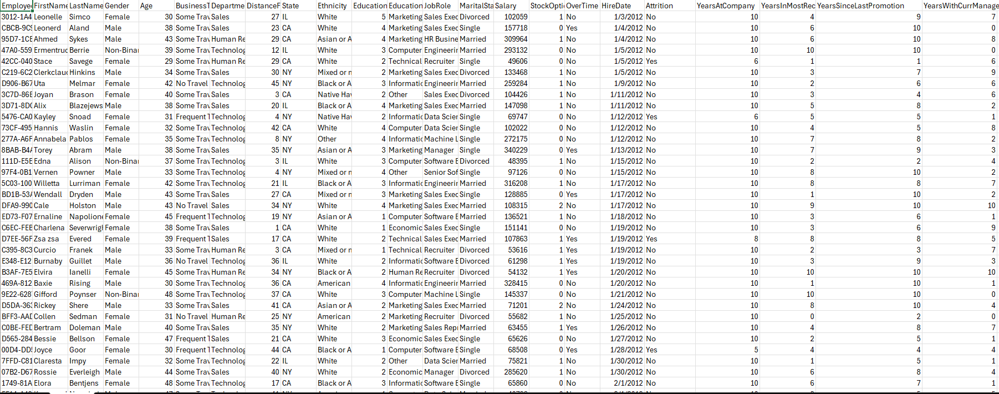 Employee FirstName LastName Gender Age BusinessT Departme DistanceF State Ethnicity Education Education JobRole MaritalSta Salary StockOpti OverTime HireDate Attrition YearsAtCompany YearsInMostRec YearsSinceLastPromotion YearsWithCurrManage
3012-1A4 Leonelle Simco Female 30 Some Trav Sales 27 IL White 5 Marketing Sales Exec Divorced 102059 1 No 1/3/2012 No 10 4 9 7
CBCB-9C9 Leonerd Aland Male 38 Some Trav Sales 23 CA White 4 Marketing Sales Exec Single 157718 0 Yes 1/4/2012 No 10 6 10 0
95D7-1CE Ahmed Sykes Male 43 Some Trav Human Re 29 CA Asian or A 4 Marketing HR Busine Married 309964 1 No 1/4/2012 No 10 6 10 8
47A0-559 Ermentruc Berrie Non-Binar 39 Some Trav Technolog 12 IL White 3 Computer Engineerin Married 293132 0 No 1/5/2012 No 10 10 10 0
42CC-040 Stace Savege Female 29 Some Trav Human Re 29 CA White 2 Technical Recruiter Single 49606 0 No 1/5/2012 Yes 6 1 1 6
C219-6C2 Clerkclauc Hinkins Male 34 Some Trav Sales 30 NY Mixed or m 2 Marketing Sales Exec Divorced 133468 1 No 1/5/2012 No 10 3 7 9
D906-B67 Uta Melmar Female 42 No Travel Technolog 45 NY Black or A 3 Informatic Engineerin Married 259284 1 No 1/9/2012 No 10 2 6 6
3C7D-86E Joyan Brason Female 40 Some Trav Sales 3 CA Native Hav 2 Other Sales Exec Divorced 104426 1 No 1/11/2012 No 10 3 4 6
3D71-8D0 Alix Blazejews Male 38 Some Trav Sales 20 IL Black or A 4 Marketing Sales Exec Married 147098 1 No 1/11/2012 No 10 5 8 2
5476-CA0 Kayley Snoad Female 31 Frequent T Technolog 4 NY Native Hav 2 Informatic Data Scien Single 69747 0 No 1/12/2012 Yes 6 5 5 1
73CF-495 Hannis Waslin Female 32 Some Trav Technolog 42 CA White 4 Computer Data Scien Single 102022 0 No 1/12/2012 No 10 4 5 8
277A-A6F Annabela Pablos Female 35 Some Trav Technolog 8 NY Other 4 Informatic Machine L Single 272175 0 No 1/12/2012 No 10 7 8 2
8BAB-B4A Torey Abram Male 38 Some Trav Sales 35 NY Asian or A 3 Marketing Manager Single 340229 0 Yes 1/13/2012 No 10 7 9 3
111D-E5E Edna Alison Non-Binar 37 Some Trav Technolog 3 IL White 3 Computer Software E Divorced 48395 1 No 1/15/2012 No 10 2 2 4
97F4-0B1 Vernen Powner Male 33 Some Trav Technolog 4 NY Mixed or m 4 Other Senior Sof Single 97126 0 No 1/15/2012 No 10 8 10 2
5C03-100 Willetta Lurriman Female 42 Some Trav Technolog 21 IL Black or A 3 Informatic Engineerin Married 316208 1 No 1/17/2012 No 10 8 8 7
BD1B-53A Wendall Dryden Male 43 Some Trav Sales 27 CA Mixed or m 3 Marketing Sales Exec Single 128885 0 Yes 1/17/2012 No 10 1 10 2
DFA9-990 Cale Holston Male 43 No Travel Sales 34 NY White 4 Marketing Sales Exec Married 108315 2 No 1/17/2012 No 10 9 10 10
ED73-F07 Ernaline Napolione Female 45 Frequent T Technolog 19 NY Asian or A 1 Computer Software E Married 136521 1 No 1/18/2012 No 10 3 6 1
C6EC-FEE Charlena Severwrigh Female 38 Some Trav Sales 1 CA White 1 Economic Sales Exec Single 151141 0 No 1/19/2012 No 10 3 6 9
D7EE-56F Zsa zsa Evered Female 39 Frequent T Sales 17 CA White 2 Technical Sales Exec Married 107863 1 Yes 1/19/2012 Yes 8 8 8 5
C395-8C3 Curcio Franek Male 33 Some Trav Human Re 3 CA Mixed or m 1 Technical Recruiter Divorced 53616 1 Yes 1/19/2012 No 10 2 3 7
E348-E12 Burnaby Guillet Male 36 No Travel Technolog 36 IL White 2 Informatic Software E Divorced 61298 1 Yes 1/19/2012 No 10 3 9 3
B3AF-7E5 Elvira Ianelli Female 45 Some Trav Human Re 34 NY Black or A 2 Human Re Recruiter Divorced 54132 1 Yes 1/20/2012 No 10 10 10 10
469A-812 Baxie Rising Male 30 Some Trav Technolog 36 CA American 4 Informatic Engineerin Married 328415 0 No 1/20/2012 No 10 1 10 1
9E22-628 Gifford Poynser Non-Binar 48 Some Trav Technolog 37 CA White 3 Computer Machine L Single 145337 0 No 1/21/2012 No 10 10 10 0
D5DA-363 Rickey Shere Male 33 Some Trav Sales 41 CA Asian or A 2 Marketing Sales Exec Married 71201 2 No 1/24/2012 No 10 8 10 4
BFF3-AAD Collen Sedman Female 31 No Travel Human Re 25 NY American 2 Marketing Recruiter Divorced 55682 1 No 1/25/2012 No 10 0 2 0
C0BE-FED Bertram Doleman Male 40 Some Trav Sales 35 NY White 2 Marketing Sales Rep Married 63455 1 Yes 1/26/2012 No 10 4 8 7
D565-284 Bessie Bellson Female 47 Frequent T Sales 21 CA White 3 Economic Sales Exec Single 65626 0 No 1/27/2012 No 10 2 5 1
00D4-DD Joyce Goor Female 30 Frequent T Technolog 44 CA Black or A 1 Computer Software E Single 68508 0 Yes 1/28/2012 Yes 5 4 4 4
7FFD-C81 Claresta Impy Female 32 Some Trav Technolog 22 IL White 2 Other Data Scien Married 75821 1 No 1/30/2012 No 10 1 5 1
07B2-D67 Rossie Everleigh Male 44 Some Trav Sales 40 NY White 2 Economic Manager Divorced 285620 1 No 1/30/2012 No 10 6 8 4
1749-81A Elora Bentjens Female 48 Some Trav Technolog 17 CA Black or A 3 Informatic Software E Single 65860 0 No 2/1/2012 No 10 6 7 1